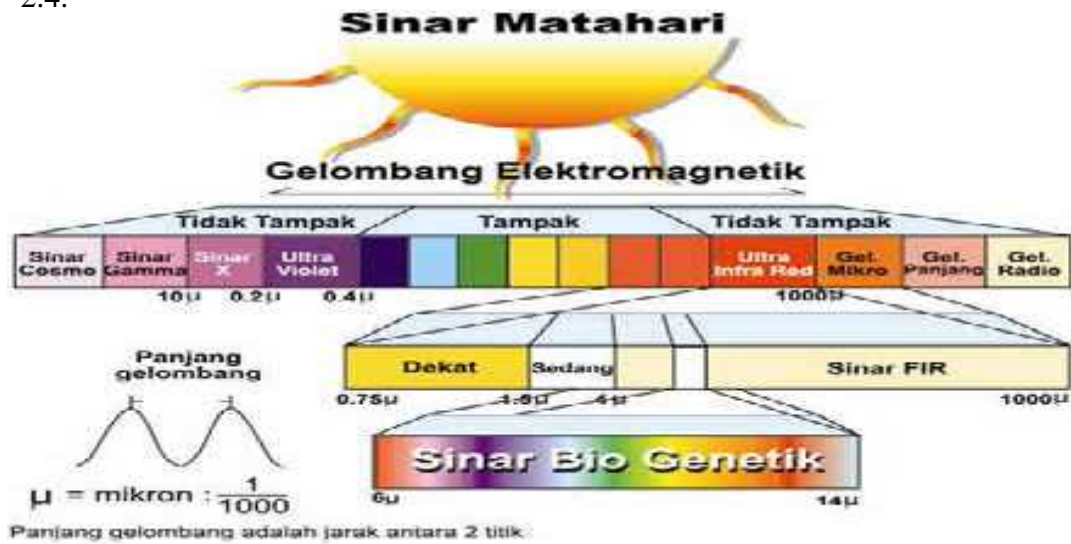 2.4.
Sinar Matahari
Gelombang Elektromagnetik
Tidak Tampak Tampak Tidak Tampak
Sinar Cosmo
Sinar Gamma
Sinar X
Ultra Violet
Ultra Infra Red
Gel. Mikro
Gel. Panjang
Gel. Radio
10μ 0.2μ 0.4μ 1000μ
Panjang gelombang
Dekat Sedang Sinar FIR
0.75μ 1.5μ 4μ 1000μ
Sinar Bio Genetik
6μ 14μ
μ = mikron : 1/1000
Panjang gelombang adalah jarak antara 2 titik